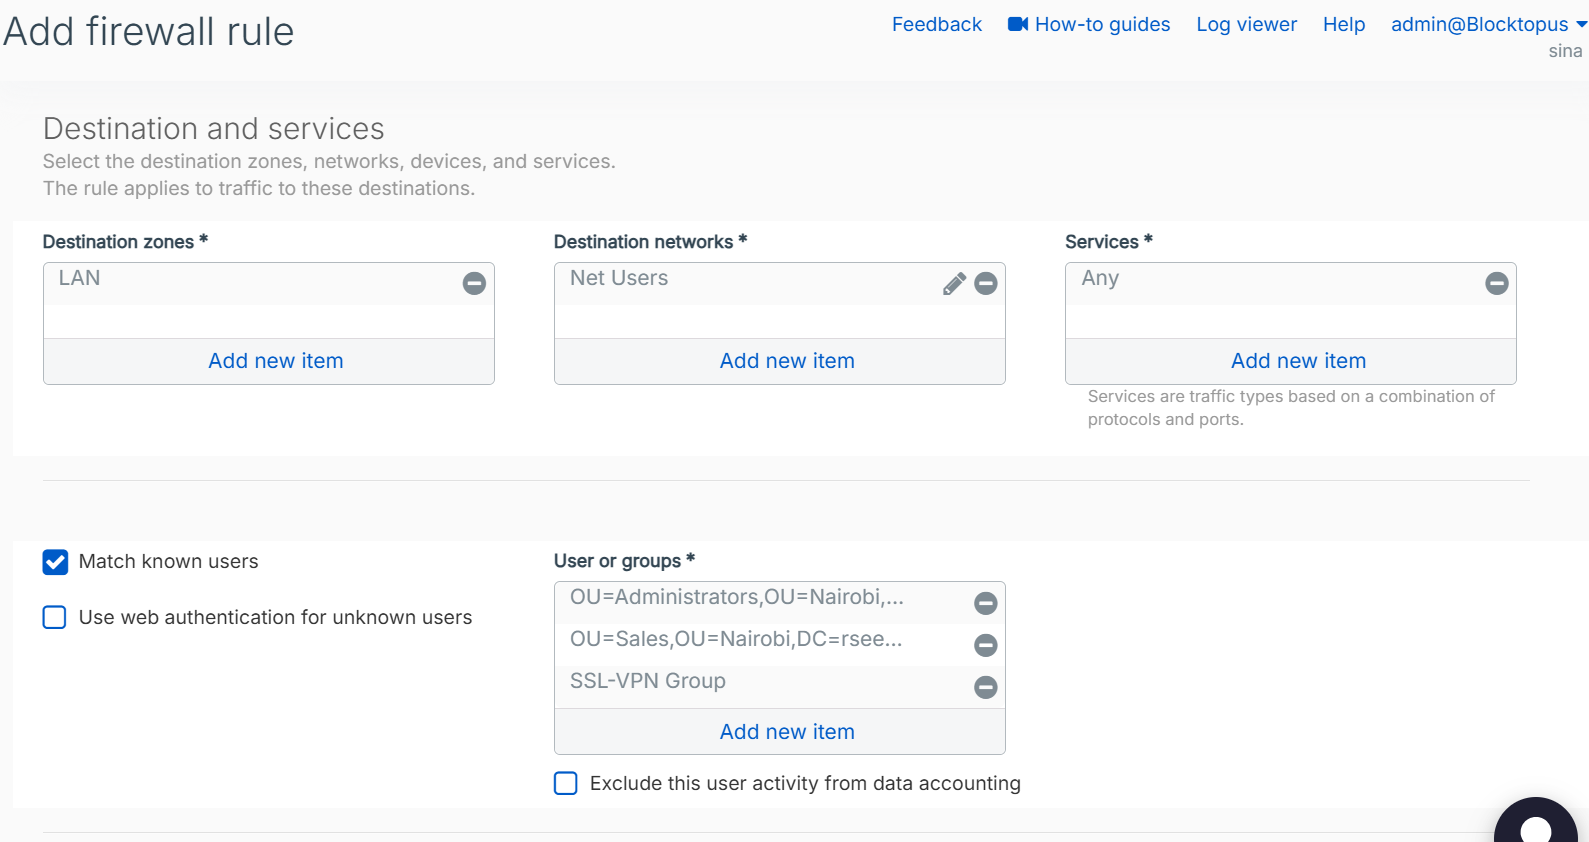 Add firewall rule
Feedback How-to guides Log viewer Help admin@Blocktopus
sina
Destination and services
Select the destination zones, networks, devices, and services.
The rule applies to traffic to these destinations.
Destination zones * Destination networks * Services *
LAN Net Users Any
Add new item Add new item Add new item
Services are traffic types based on a combination of
protocols and ports.
Match known users User or groups *
OU=Administrators,OU=Nairobi,...
Use web authentication for unknown users
OU=Sales,OU=Nairobi,DC=rsee...
SSL-VPN Group
Add new item
Exclude this user activity from data accounting